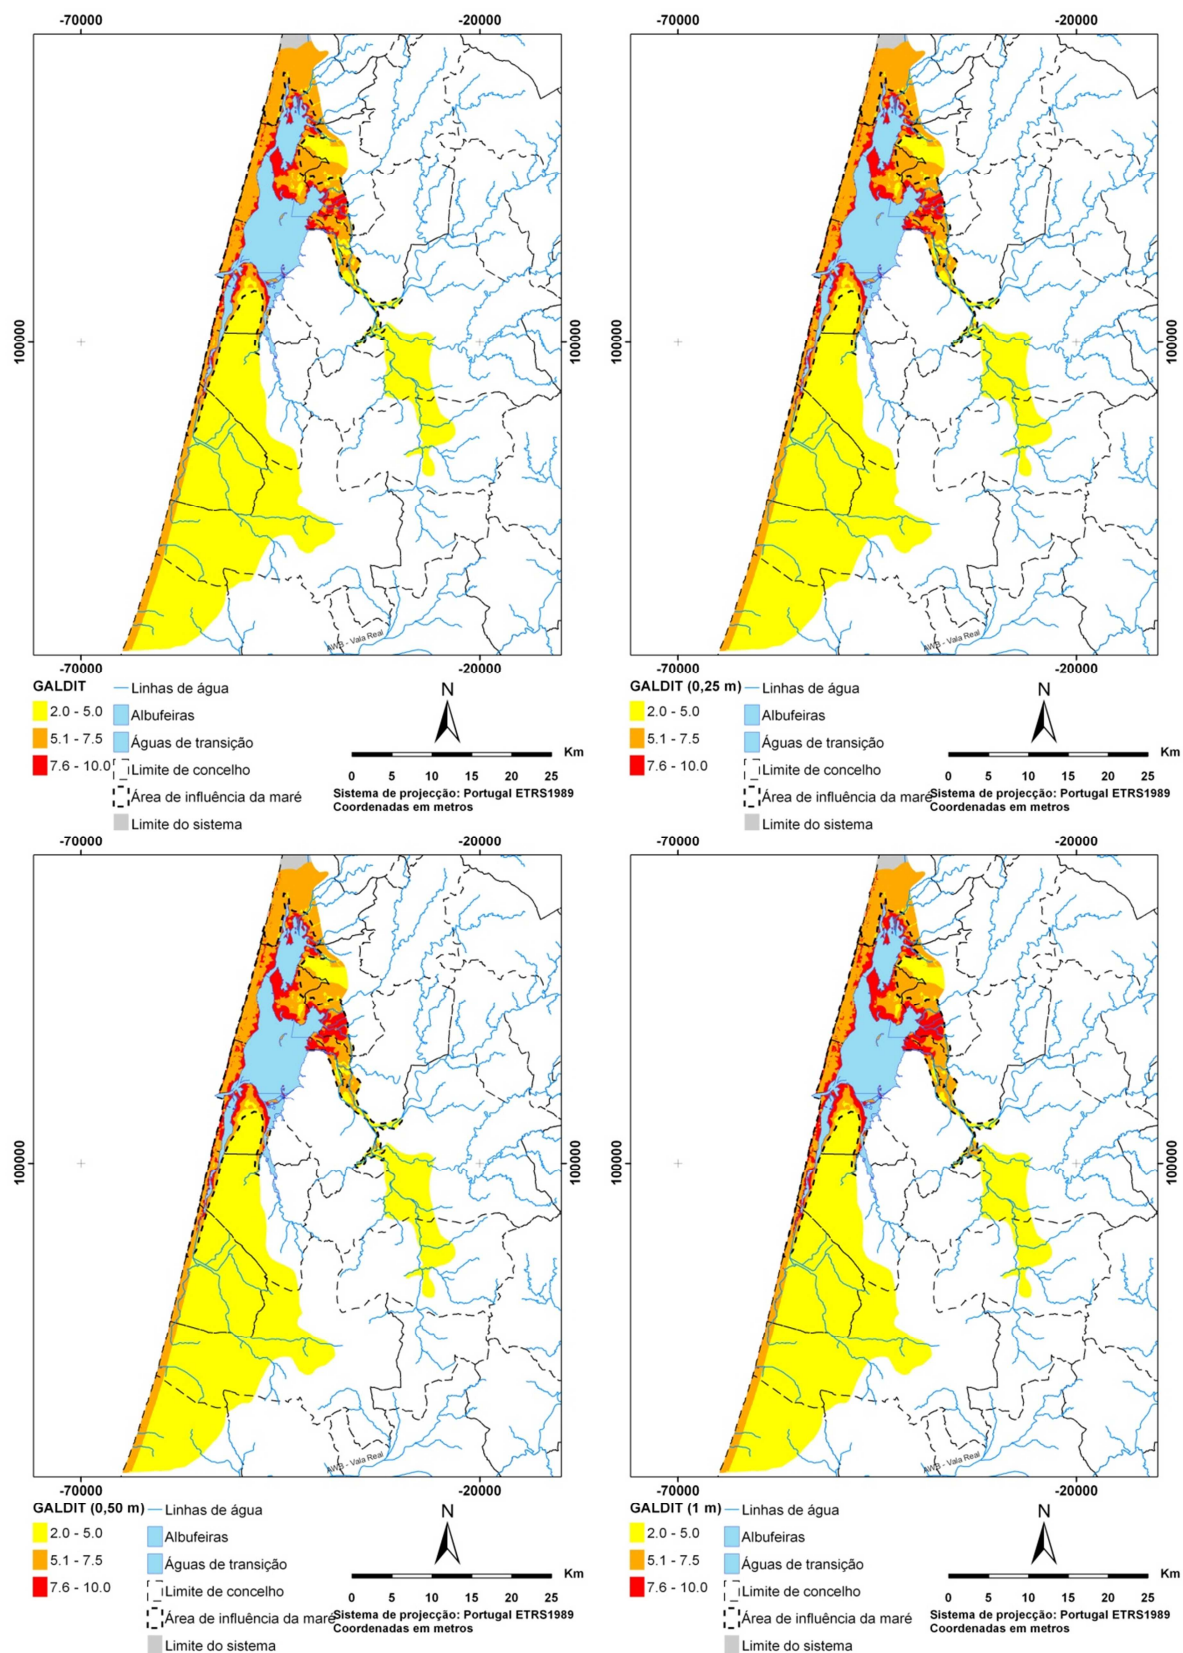 -70000 -20000
-70000 -20000
100000 100000
100000 100000
AWB - Vala Real
AWB - Vala Real
-70000 -20000
-70000 -20000
GALDIT
2.0 - 5.0
5.1 - 7.5
7.6 - 10.0
Linhas de água
Albufeiras
Águas de transição
Limite de concelho
Área de influência da maré
Limite do sistema
N
Km
0 5 10 15 20 25
Sistema de projecção: Portugal ETRS1989
Coordenadas em metros
GALDIT (0,25 m)
2.0 - 5.0
5.1 - 7.5
7.6 - 10.0
Linhas de água
Albufeiras
Águas de transição
Limite de concelho
Área de influência da maré
Limite do sistema
N
Km
0 5 10 15 20 25
Sistema de projecção: Portugal ETRS1989
Coordenadas em metros
-70000 -20000
-70000 -20000
100000 100000
100000 100000
AWB - Vala Real
AWB - Vala Real
-70000 -20000
-70000 -20000
GALDIT (0,50 m)
2.0 - 5.0
5.1 - 7.5
7.6 - 10.0
Linhas de água
Albufeiras
Águas de transição
Limite de concelho
Área de influência da maré
Limite do sistema
N
Km
0 5 10 15 20 25
Sistema de projecção: Portugal ETRS1989
Coordenadas em metros
GALDIT (1 m)
2.0 - 5.0
5.1 - 7.5
7.6 - 10.0
Linhas de água
Albufeiras
Águas de transição
Limite de concelho
Área de influência da maré
Limite do sistema
N
Km
0 5 10 15 20 25
Sistema de projecção: Portugal ETRS1989
Coordenadas em metros